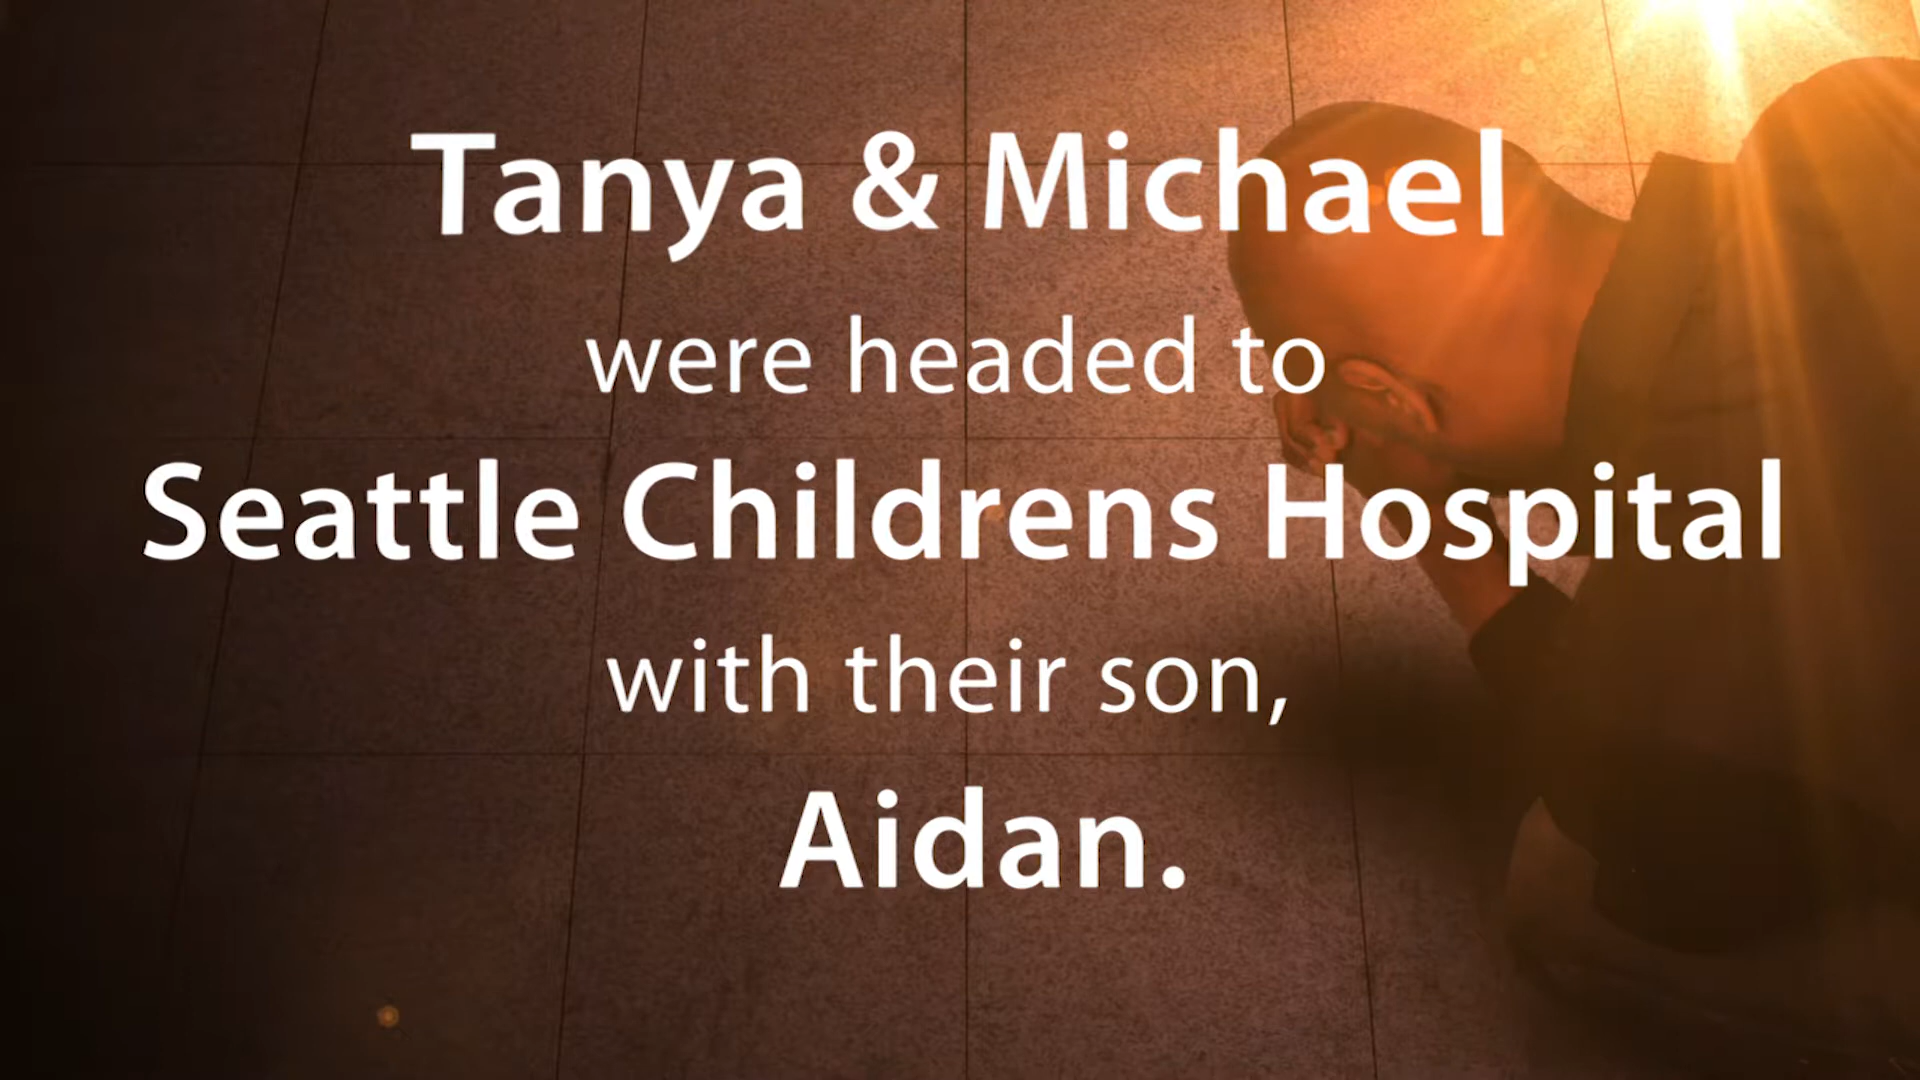 Tanya & Michael
were headed to
Seattle Childrens Hospital
with their son,
Aidan.